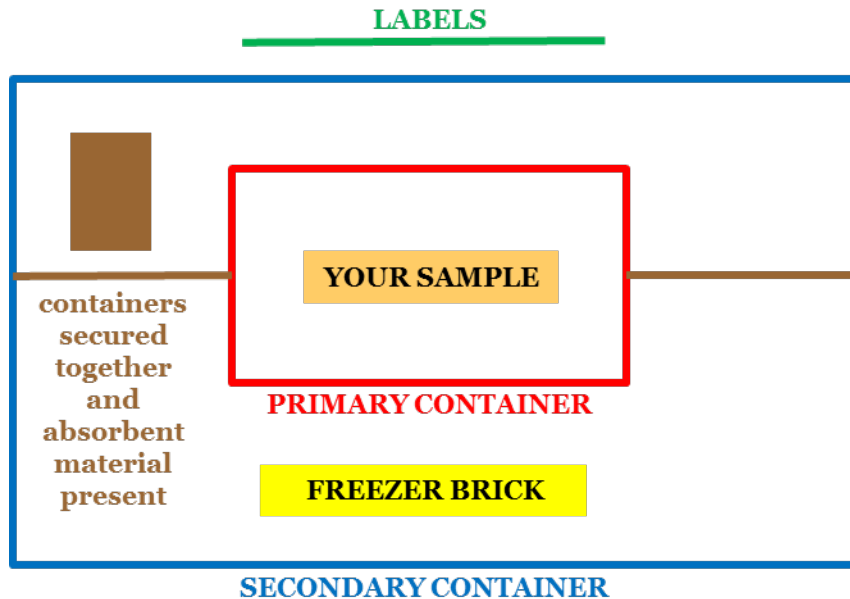 LABELS
YOUR SAMPLE
containers
secured
together
and
absorbent
material
present
PRIMARY CONTAINER
FREEZER BRICK
SECONDARY CONTAINER